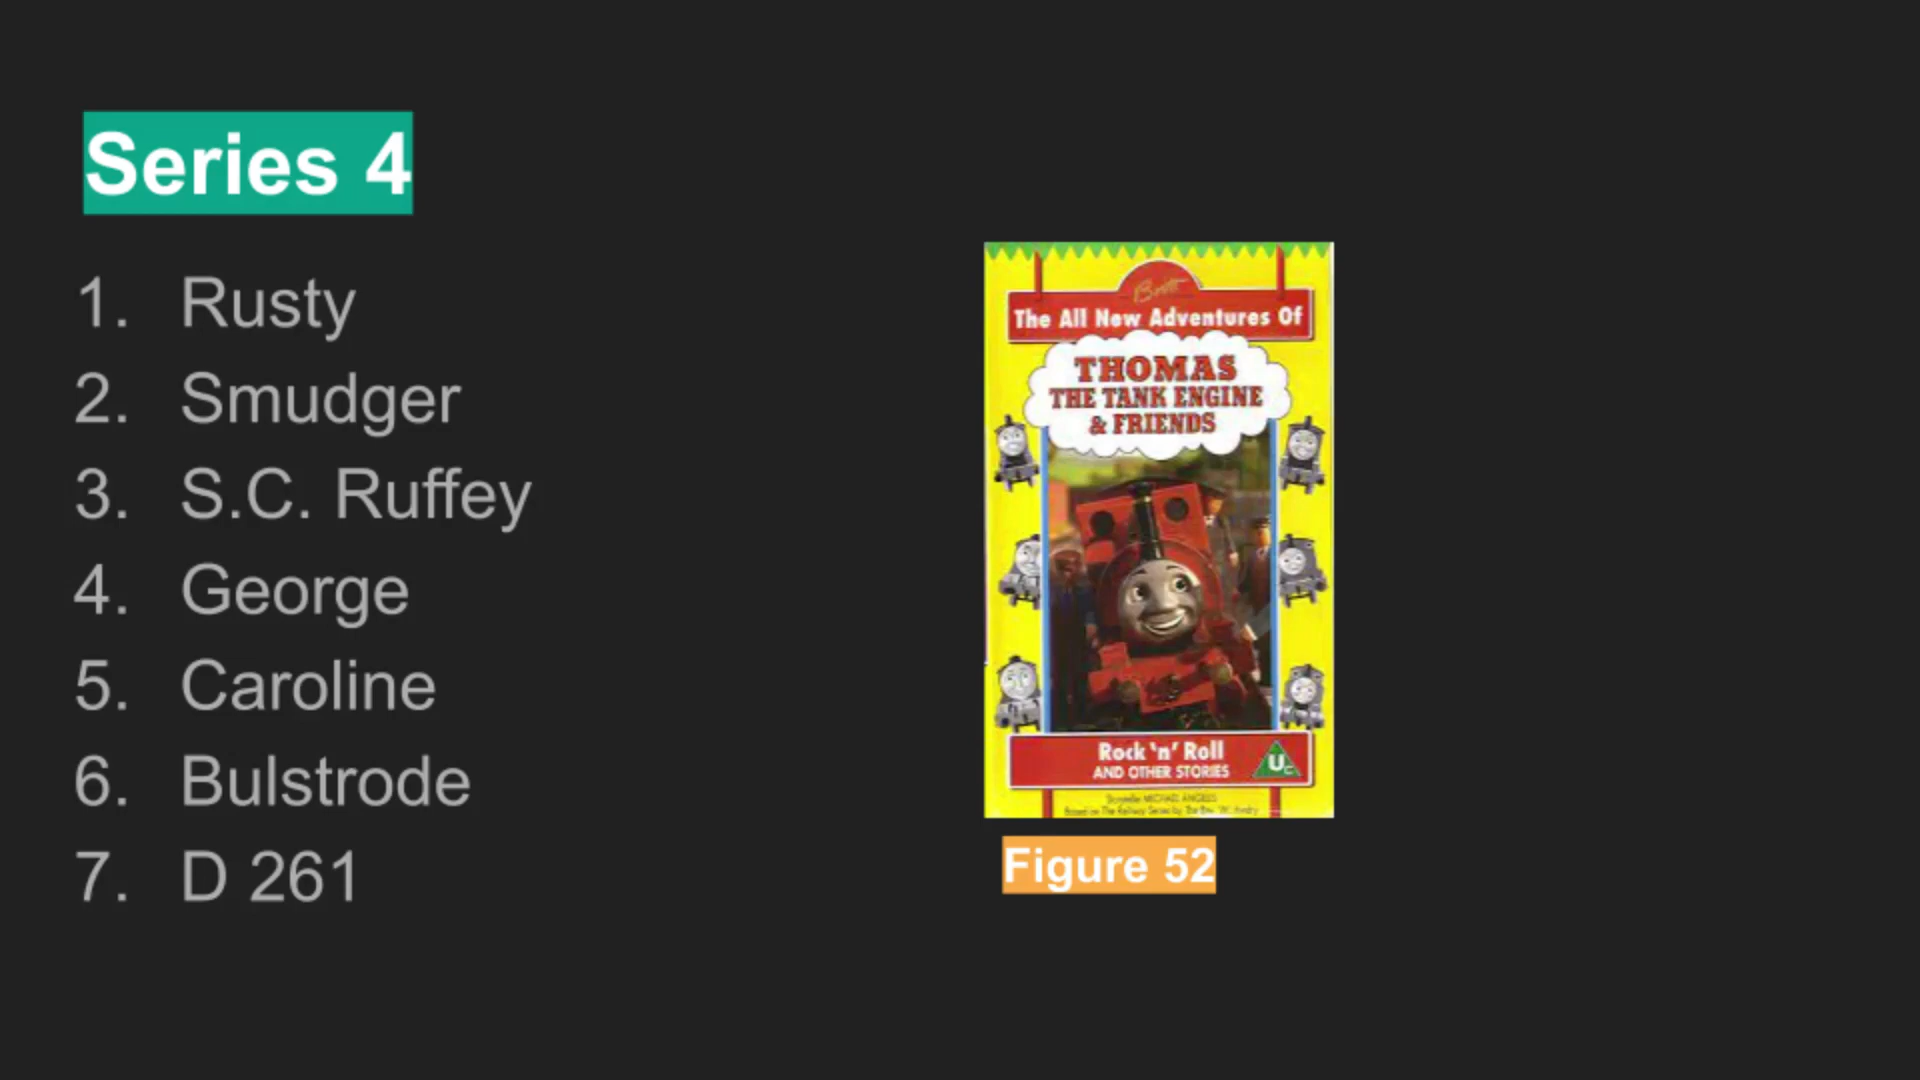 Series 4
1. Rusty
2. Smudger
3. S.C. Ruffey
4. George
5. Caroline
6. Bulstrode
7. D 261
The All New Adventures Of
THOMAS
THE TANK ENGINE
& FRIENDS
Rock 'n' Roll
AND OTHER STORIES
U
Figure 52